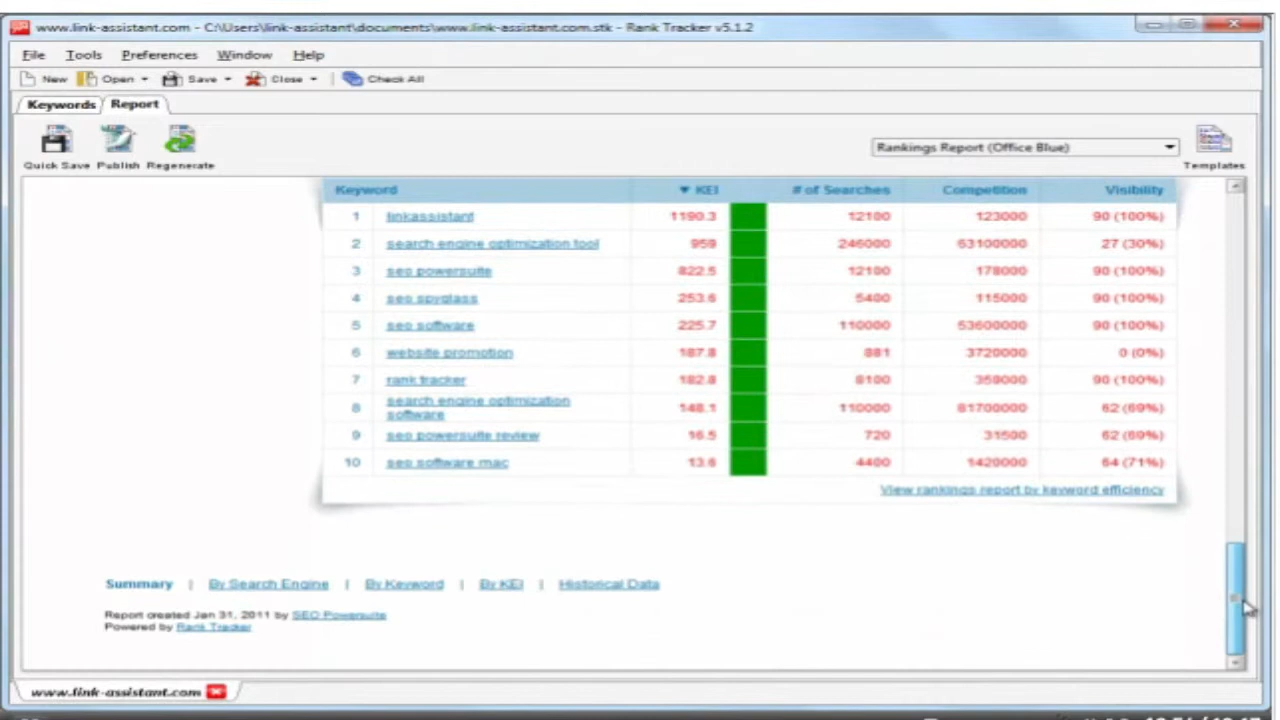 www.link-assistant.com - C:\Users\link-assistant\documents\www.link-assistant.com.stk - Rank Tracker v5.1.2
File Tools Preferences Window Help
New Open Save Close Check All
Keywords Report
Quick Save Publish Regenerate Rankings Report (Office Blue) Templates
Keyword KEI # of Searches Competition Visibility
1 linkassistant 1190.3 12100 123000 90 (100%)
2 search engine optimization tool 959 246000 63100000 27 (30%)
3 seo powersuite 822.5 12100 178000 90 (100%)
4 seo spyglass 253.6 5400 115000 90 (100%)
5 seo software 225.7 110000 53600000 90 (100%)
6 website promotion 187.8 881 3720000 0 (0%)
7 rank tracker 182.8 8100 359000 90 (100%)
8 search engine optimization software 148.1 110000 81700000 62 (69%)
9 seo powersuite review 16.5 720 31500 62 (69%)
10 seo software mac 13.6 4400 1420000 64 (71%)
View rankings report by keyword efficiency
Summary | By Search Engine | By Keyword | By KEI | Historical Data
Report created Jan 31, 2011 by SEO Powersuite
Powered by Rank Tracker
www.link-assistant.com